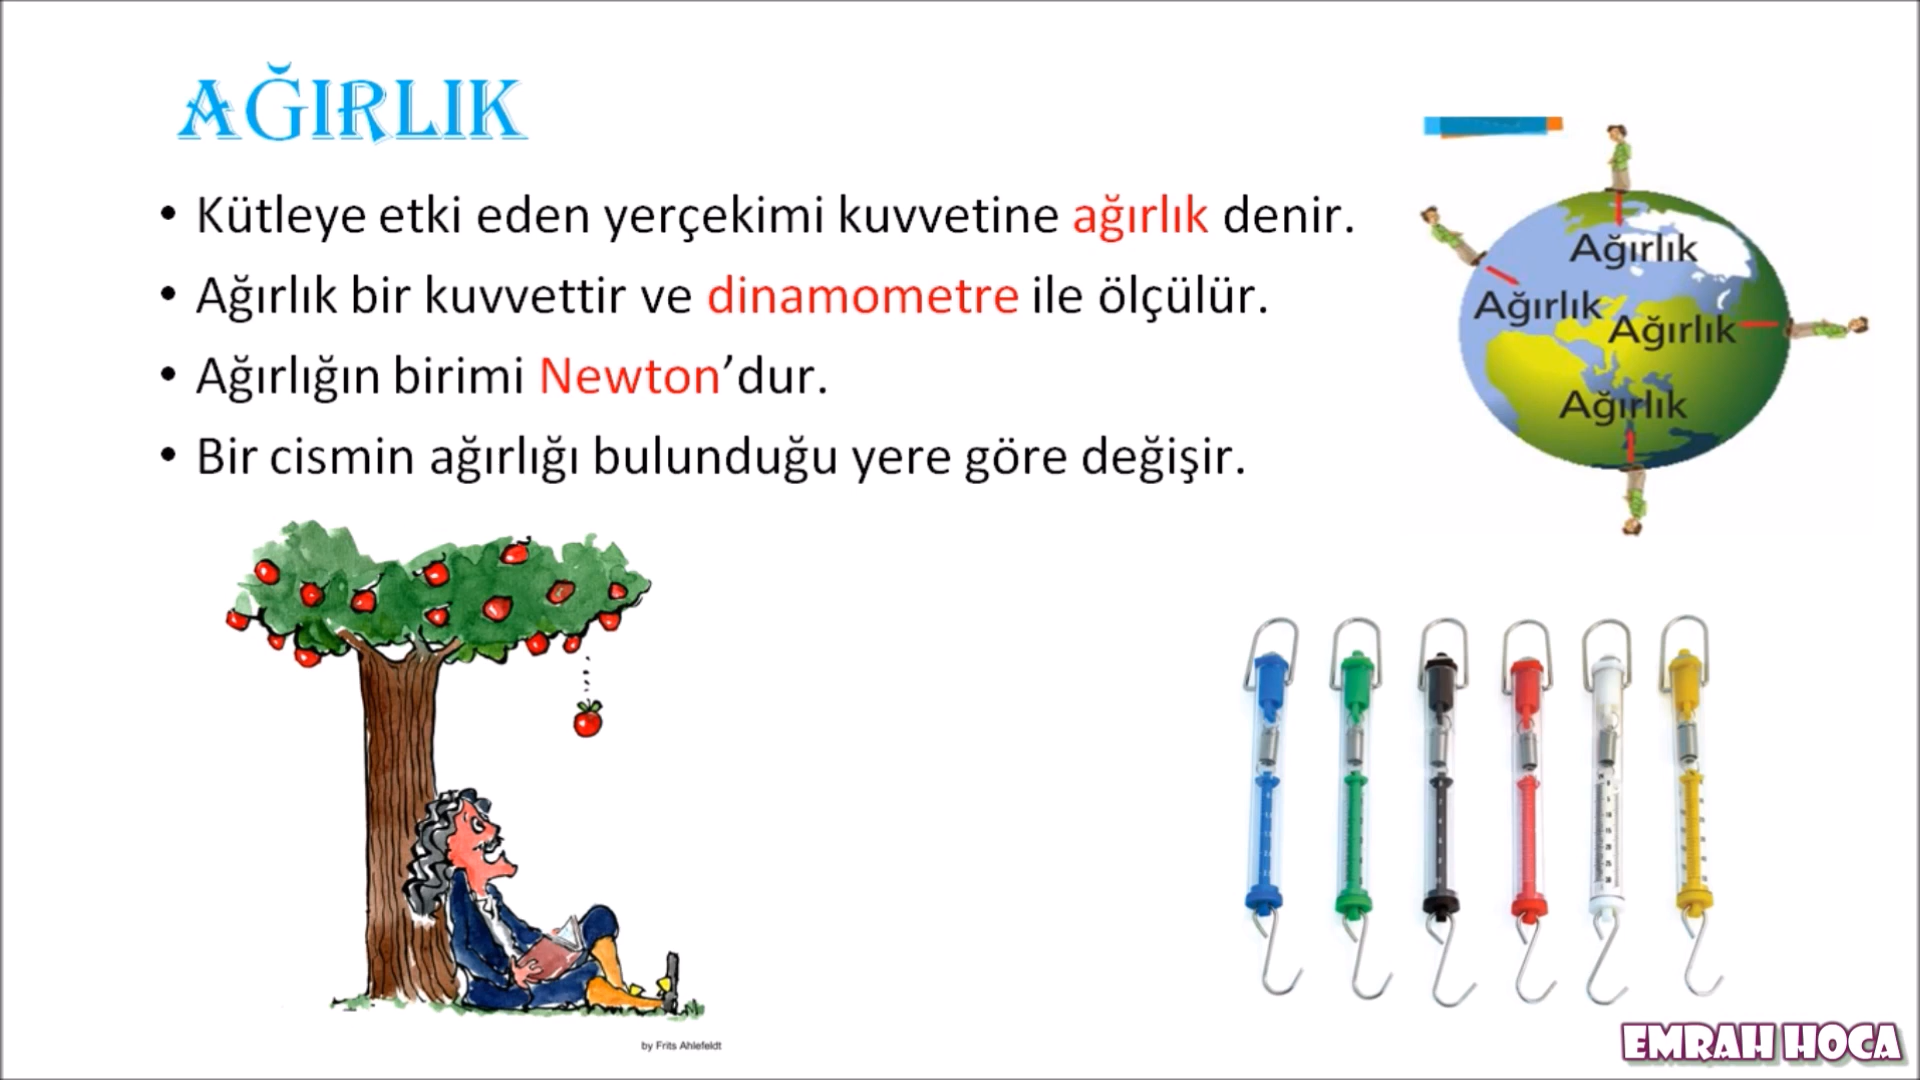 AĞIRLIK
• Kütleye etki eden yerçekimi kuvvetine ağırlık denir.
• Ağırlık bir kuvvettir ve dinamometre ile ölçülür.
• Ağırlığın birimi Newton’dur.
• Bir cismin ağırlığı bulunduğu yere göre değişir.
Ağırlık
Ağırlık
Ağırlık
Ağırlık
by Frits Ahlefeldt
EMRAH HOCA